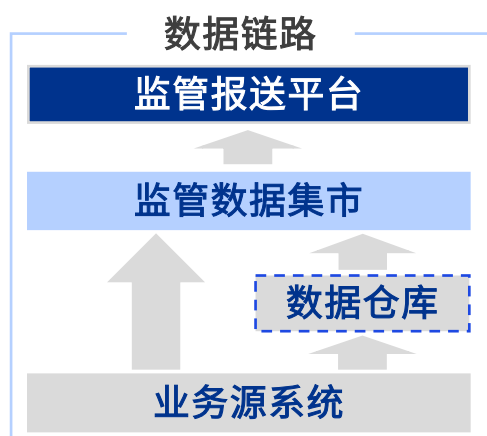 数据链路
监管报送平台
监管数据集市
数据仓库
业务源系统